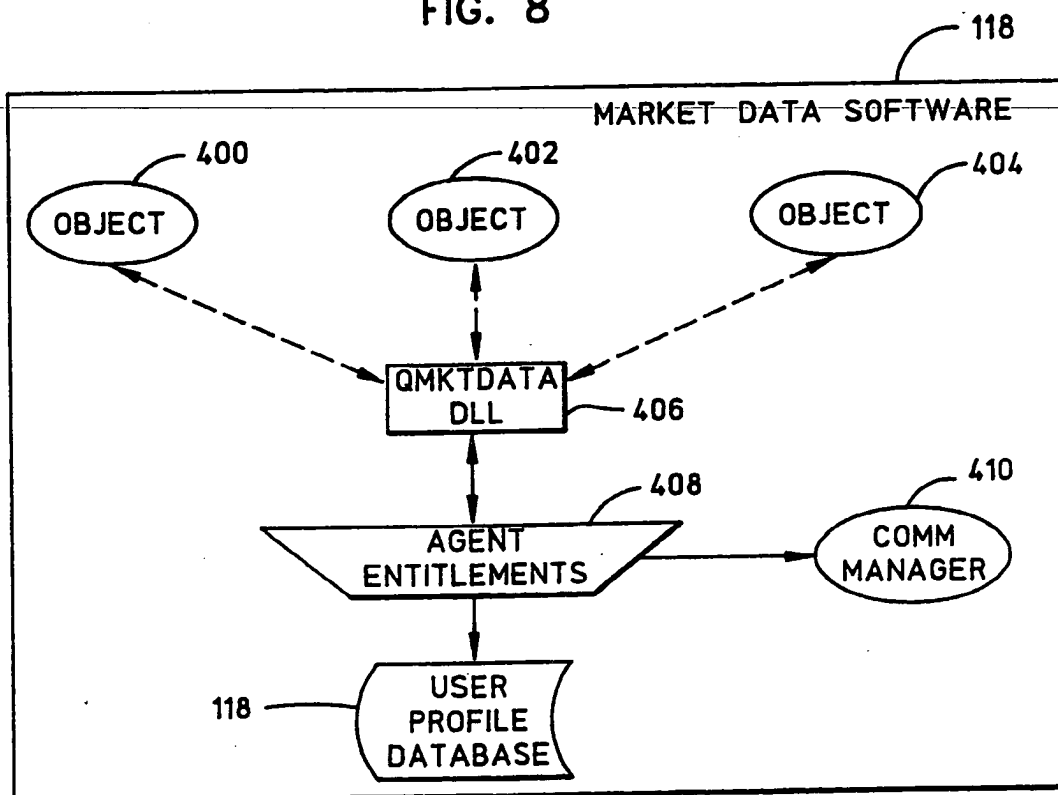 FIG. 8
118
MARKET DATA SOFTWARE
400
402
404
OBJECT
OBJECT
OBJECT
QMKTDATA
DLL
406
408
410
AGENT
ENTITLEMENTS
COMM
MANAGER
118
USER
PROFILE
DATABASE